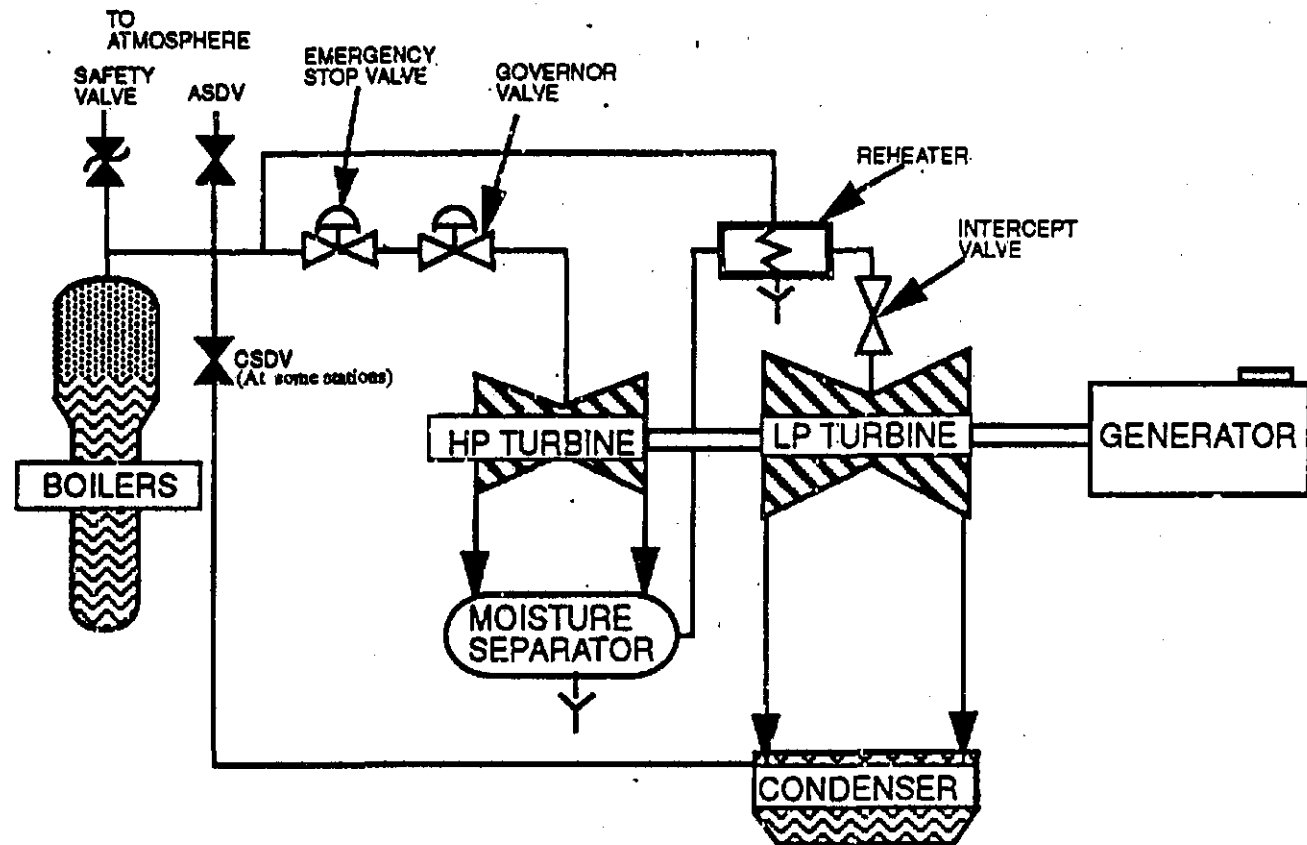 TO
ATMOSPHERE
SAFETY
VALVE
ASDV
EMERGENCY
STOP VALVE
GOVERNOR
VALVE
REHEATER
INTERCEPT
VALVE
CSDV
(At some stations)
HP TURBINE
LP TURBINE
GENERATOR
BOILERS
MOISTURE
SEPARATOR
CONDENSER